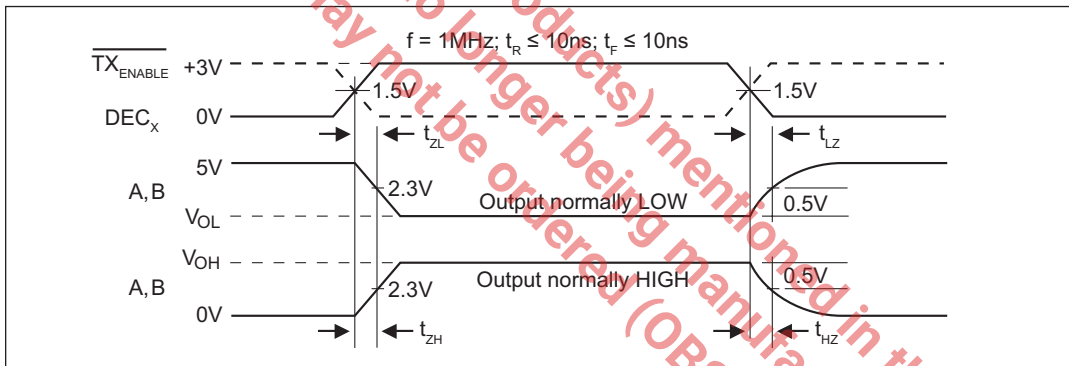 f = 1MHz; tR ≤ 10ns; tF ≤ 10ns
TXENABLE +3V
1.5V 1.5V
DECX 0V
tZL tLZ
5V
A, B 2.3V Output normally LOW 0.5V
VOL
VOH
Output normally HIGH 0.5V
A, B 2.3V
0V
tZH tHZ
oducts) mentioned in th
o longer being manufa
ay not be ordered (OB